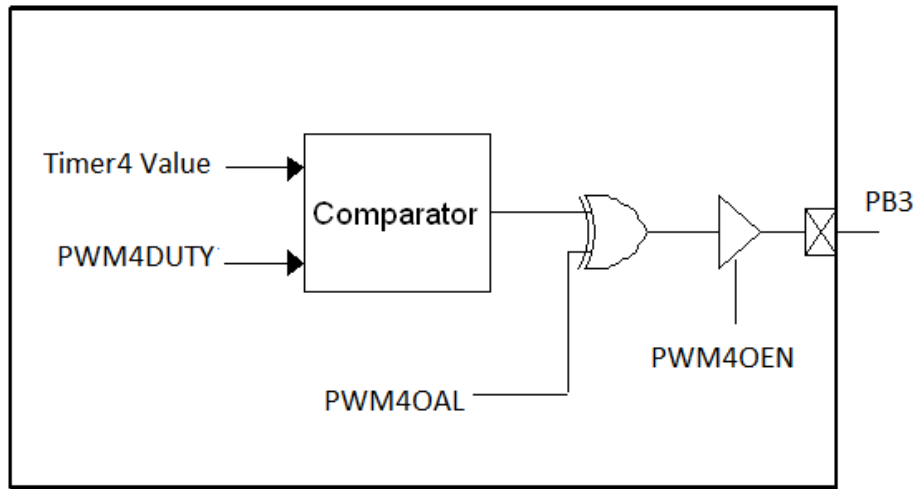 Timer4 Value
PWM4DUTY
Comparator
PB3
PWM4OEN
PWM4OAL